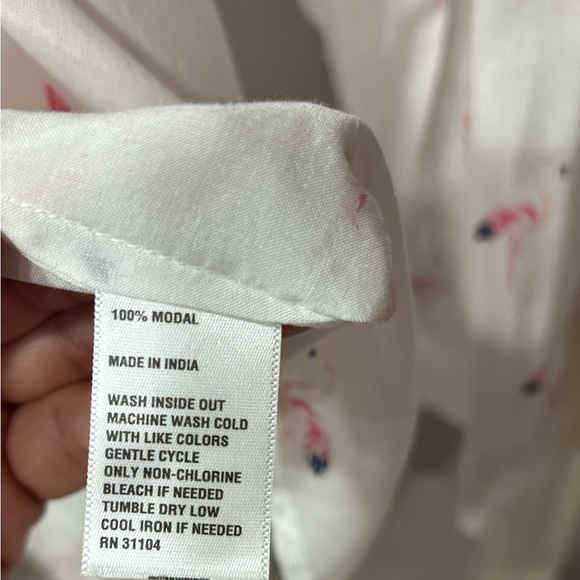 100% MODAL
MADE IN INDIA
WASH INSIDE OUT
MACHINE WASH COLD
WITH LIKE COLORS
GENTLE CYCLE
ONLY NON-CHLORINE
BLEACH IF NEEDED
TUMBLE DRY LOW
COOL IRON IF NEEDED
RN 31104